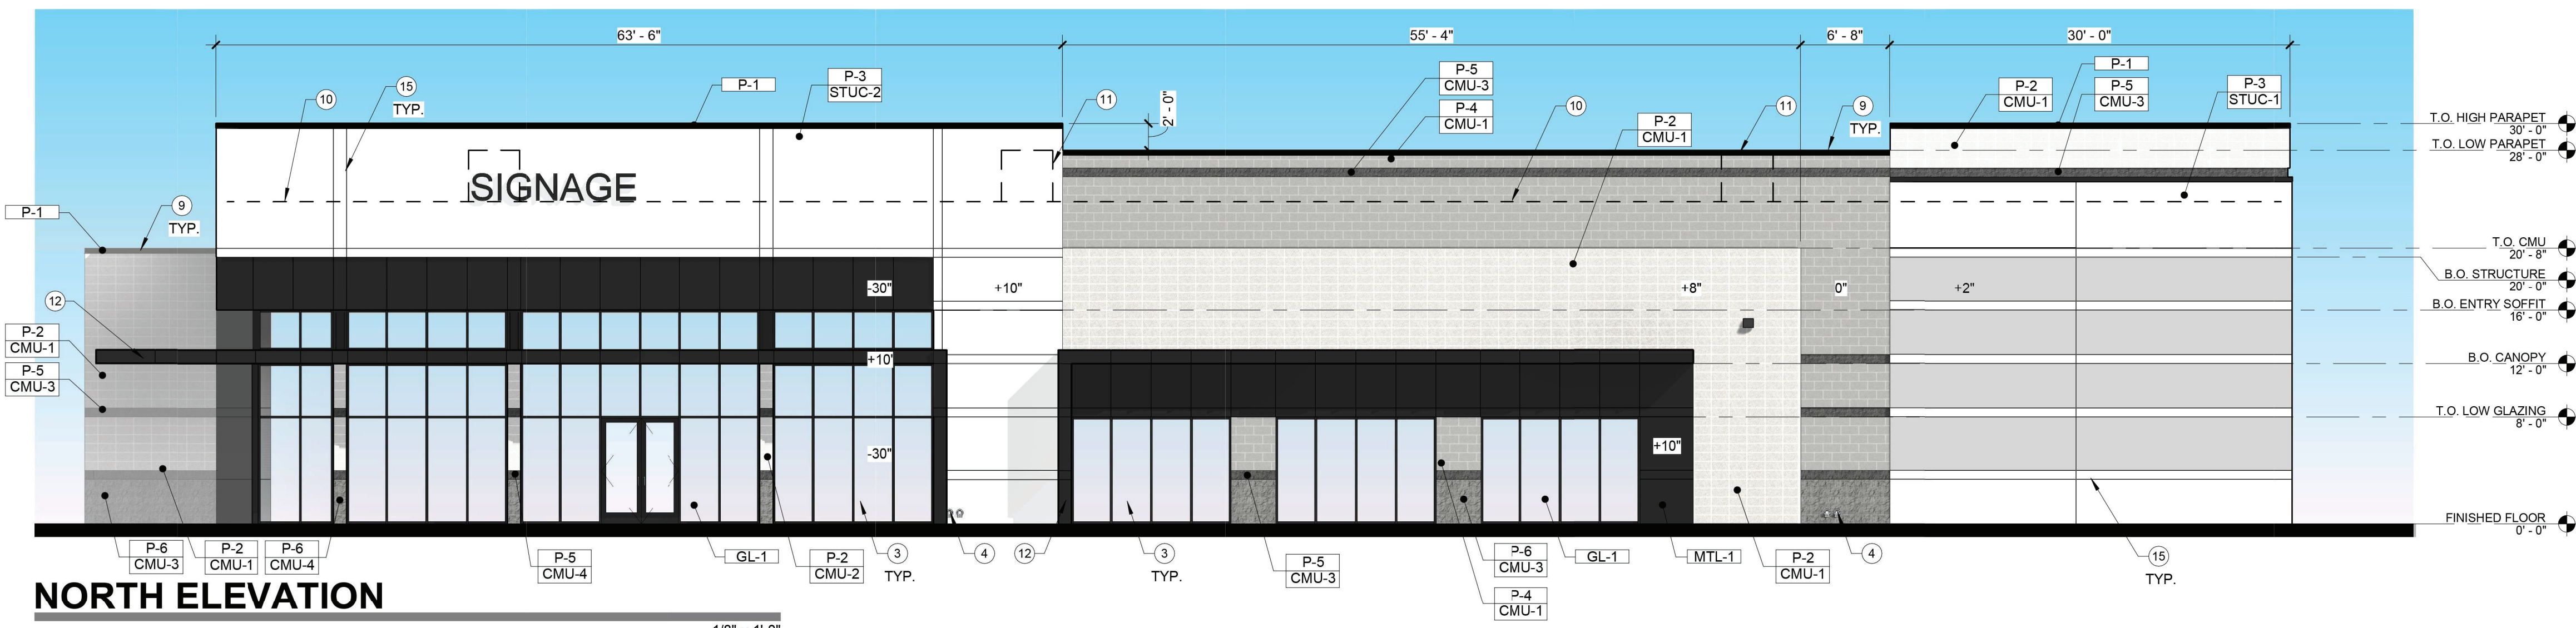 63' - 6"
55' - 4"
6' - 8"
30' - 0"
10
15
TYP.
P-1
P-3
STUC-2
11
2' - 0"
P-5
CMU-3
P-4
CMU-1
10
P-2
CMU-1
11
9
TYP.
P-2
CMU-1
P-1
P-5
CMU-3
P-3
STUC-1
T.O. HIGH PARAPET
30' - 0"
T.O. LOW PARAPET
28' - 0"
SIGNAGE
P-1
9
TYP.
T.O. CMU
20' - 8"
B.O. STRUCTURE
20' - 0"
-30"
+10"
+8"
0"
+2"
12
B.O. ENTRY SOFFIT
16' - 0"
P-2
CMU-1
+10'
B.O. CANOPY
12' - 0"
P-5
CMU-3
T.O. LOW GLAZING
8' - 0"
-30"
+10"
FINISHED FLOOR
0' - 0"
P-6
CMU-3
P-2
CMU-1
P-6
CMU-4
P-5
CMU-4
GL-1
P-2
CMU-2
3
TYP.
4
12
3
TYP.
P-5
CMU-3
P-6
CMU-3
P-4
CMU-1
GL-1
MTL-1
P-2
CMU-1
4
15
TYP.
NORTH ELEVATION